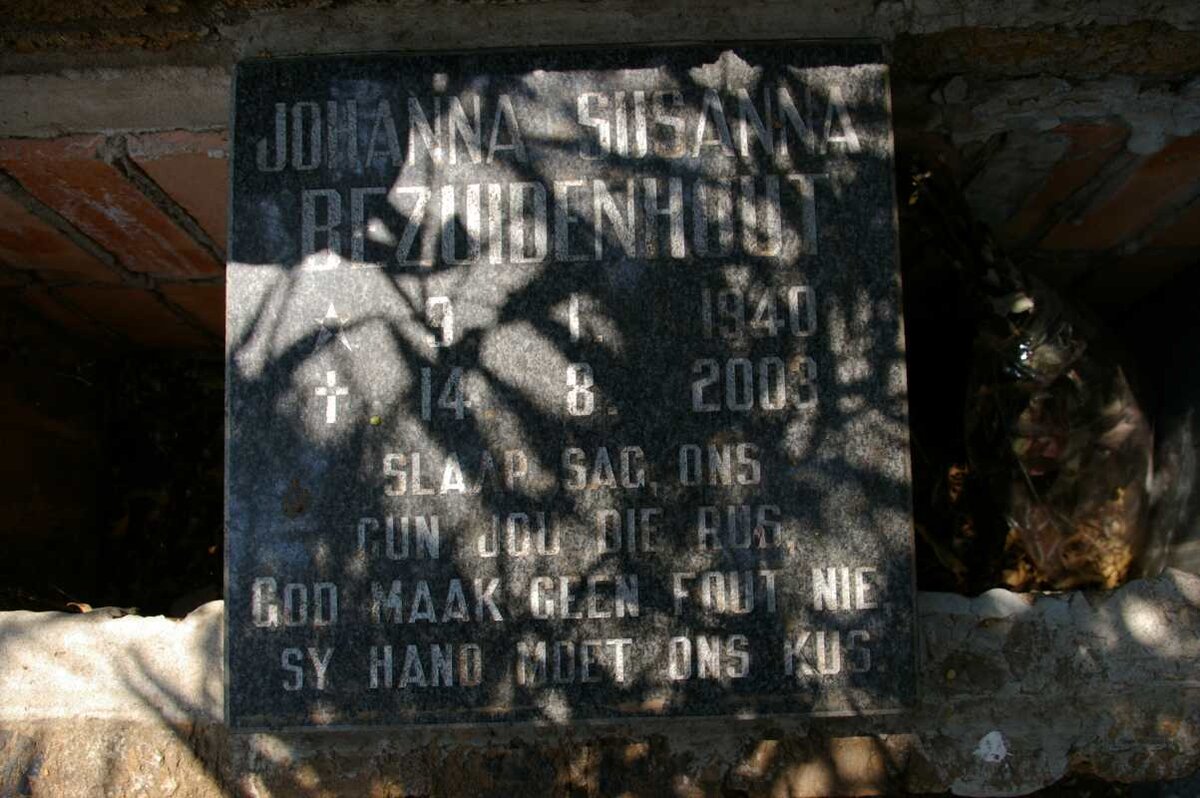 JOHANNA SUSANNA
BEZUIDENHOUT
★ 9. 1. 1940
✝ 14. 8. 2003
SLAAP SAG, ONS
GUN JOU DIE RUS,
GOD MAAK GEEN FOUT NIE,
SY HAND MOET ONS KUS.